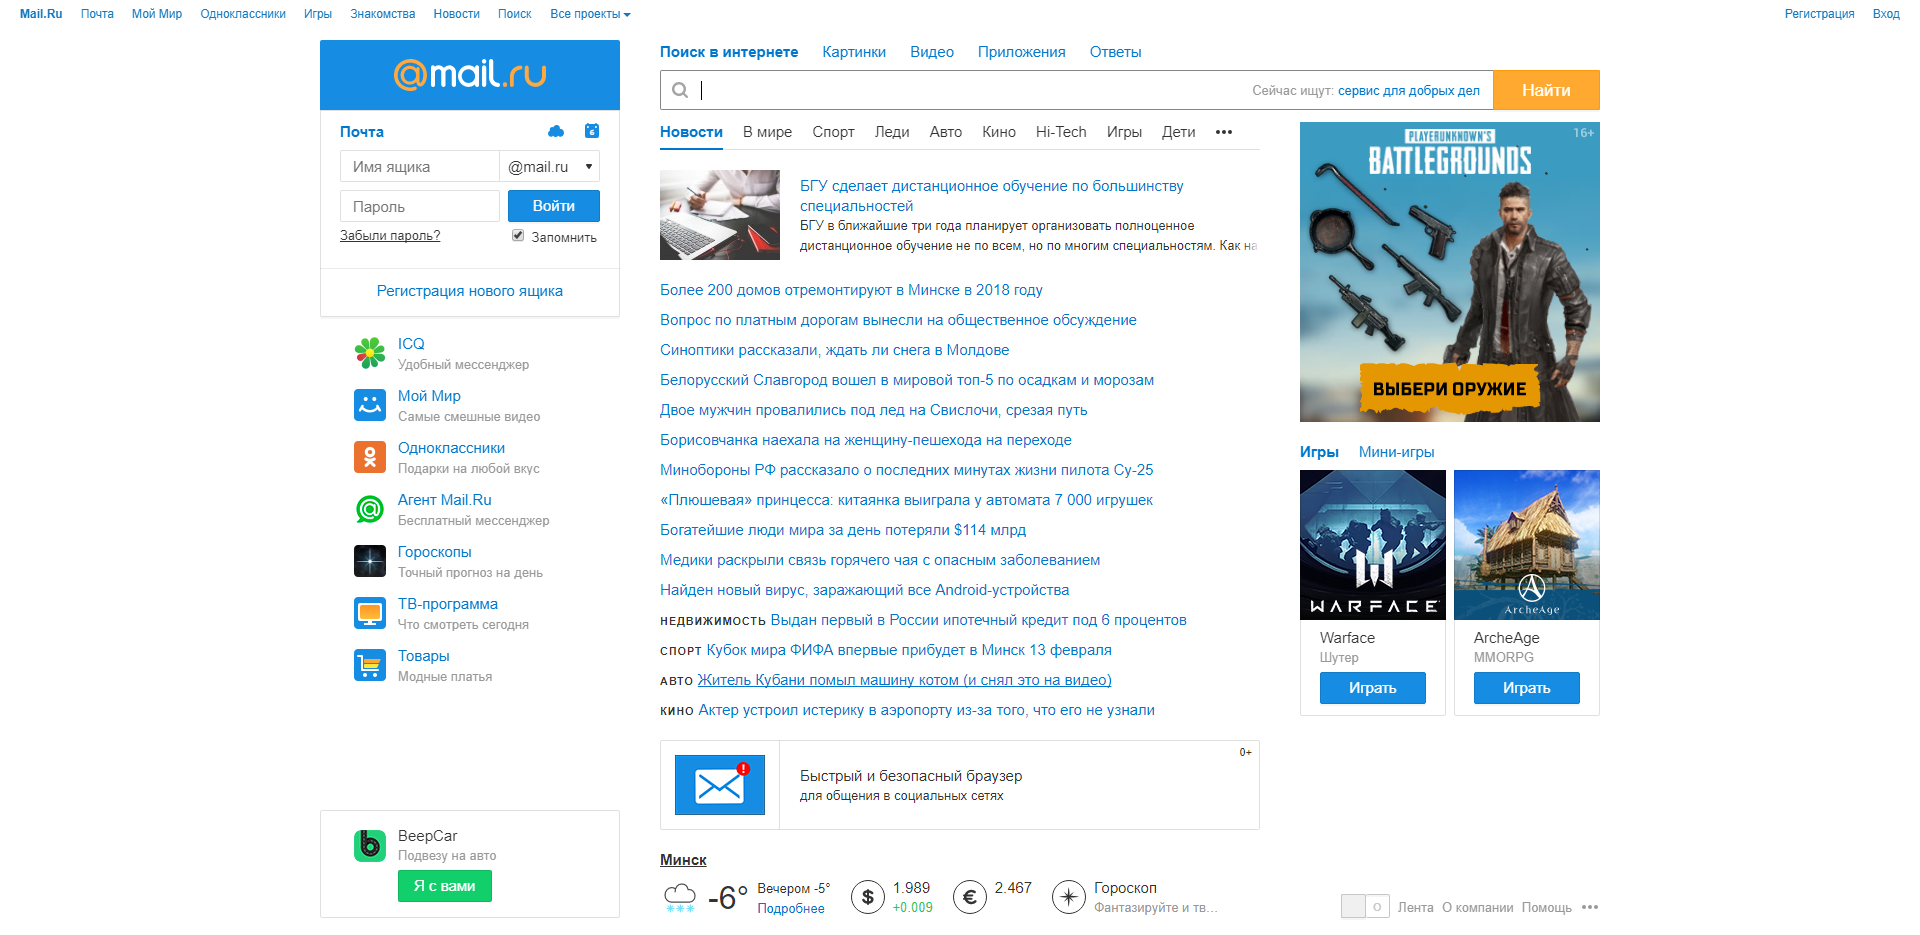 Mail.Ru Почта Мой Мир Одноклассники Игры Знакомства Новости Поиск Все проекты Регистрация Вход
@mail.ru
Почта
6
Имя ящика @mail.ru
Пароль Войти
Забыли пароль? Запомнить
Регистрация нового ящика
ICQ
Удобный мессенджер
Мой Мир
Самые смешные видео
Одноклассники
Подарки на любой вкус
Агент Mail.Ru
Бесплатный мессенджер
Гороскопы
Точный прогноз на день
ТВ-программа
Что смотреть сегодня
Товары
Модные платья
BeepCar
Подвезу на авто
Я с вами
Поиск в интернете Картинки Видео Приложения Ответы
Сейчас ищут: сервис для добрых дел Найти
Новости В мире Спорт Леди Авто Кино Hi-Tech Игры Дети •••
БГУ сделает дистанционное обучение по большинству
специальностей
БГУ в ближайшие три года планирует организовать полноценное
дистанционное обучение не по всем, но по многим специальностям. Как на
Более 200 домов отремонтируют в Минске в 2018 году
Вопрос по платным дорогам вынесли на общественное обсуждение
Синоптики рассказали, ждать ли снега в Молдове
Белорусский Славгород вошел в мировой топ-5 по осадкам и морозам
Двое мужчин провалились под лед на Свислочи, срезая путь
Борисовчанка наехала на женщину-пешехода на переходе
Минобороны РФ рассказало о последних минутах жизни пилота Су-25
«Плюшевая» принцесса: китаянка выиграла у автомата 7 000 игрушек
Богатейшие люди мира за день потеряли $114 млрд
Медики раскрыли связь горячего чая с опасным заболеванием
Найден новый вирус, заражающий все Android-устройства
НЕДВИЖИМОСТЬ Выдан первый в России ипотечный кредит под 6 процентов
СПОРТ Кубок мира ФИФА впервые прибудет в Минск 13 февраля
АВТО Житель Кубани помыл машину котом (и снял это на видео)
КИНО Актер устроил истерику в аэропорту из-за того, что его не узнали
0+
!
Быстрый и безопасный браузер
для общения в социальных сетях
Минск
-6° Вечером -5°
Подробнее
$ 1.989
+0.009
€ 2.467
Гороскоп
Фантазируйте и тв...
16+
PLAYERUNKNOWN'S
BATTLEGROUNDS
ВЫБЕРИ ОРУЖИЕ
Игры Мини-игры
WARFACE
ArcheAge
Warface
Шутер
Играть
ArcheAge
MMORPG
Играть
Лента О компании Помощь •••